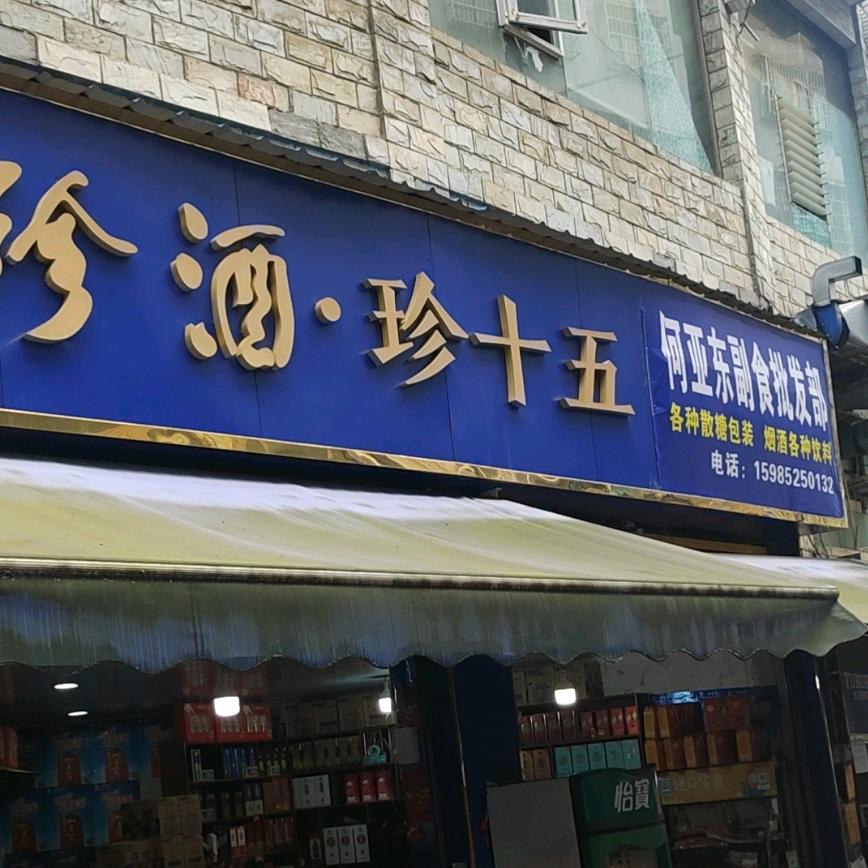 珍酒·珍十五
何亚东副食批发部
各种散糖包装 烟酒各种饮料
电话：15985250132
怡寶